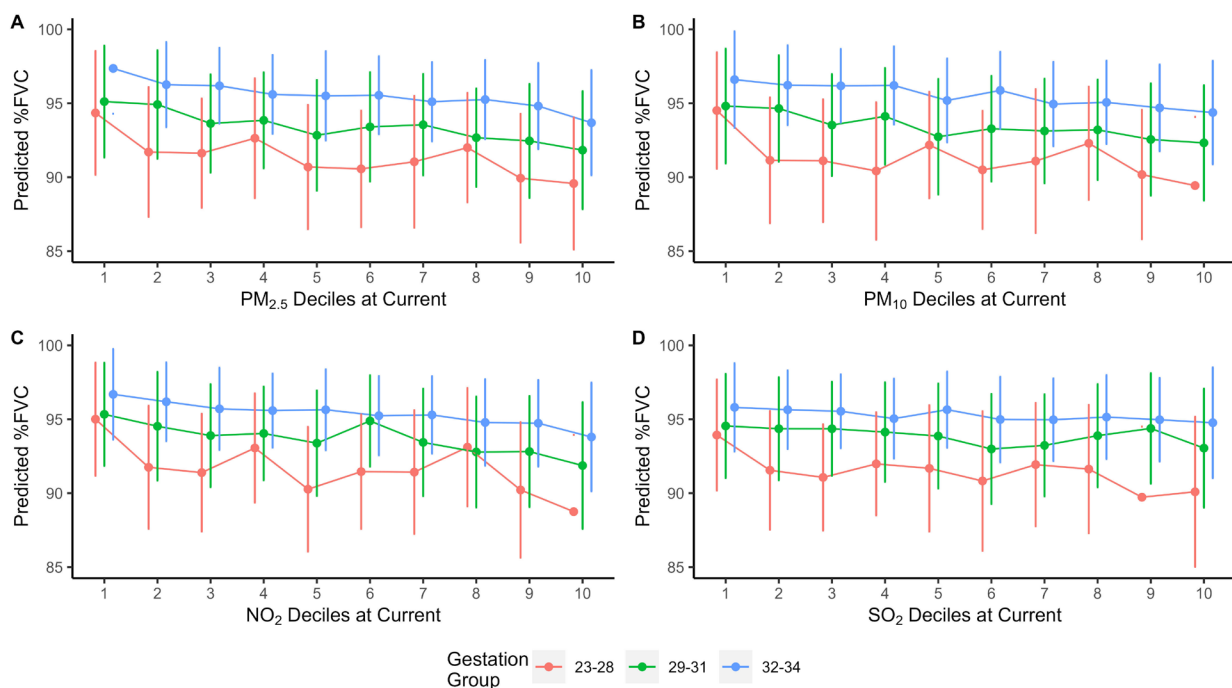 A
100
95
90
85
Predicted %FVC
1 2 3 4 5 6 7 8 9 10
PM₂.₅ Deciles at Current
B
100
95
90
85
Predicted %FVC
1 2 3 4 5 6 7 8 9 10
PM₁₀ Deciles at Current
C
100
95
90
85
Predicted %FVC
1 2 3 4 5 6 7 8 9 10
NO₂ Deciles at Current
D
100
95
90
85
Predicted %FVC
1 2 3 4 5 6 7 8 9 10
SO₂ Deciles at Current
Gestation
Group
23-28 29-31 32-34